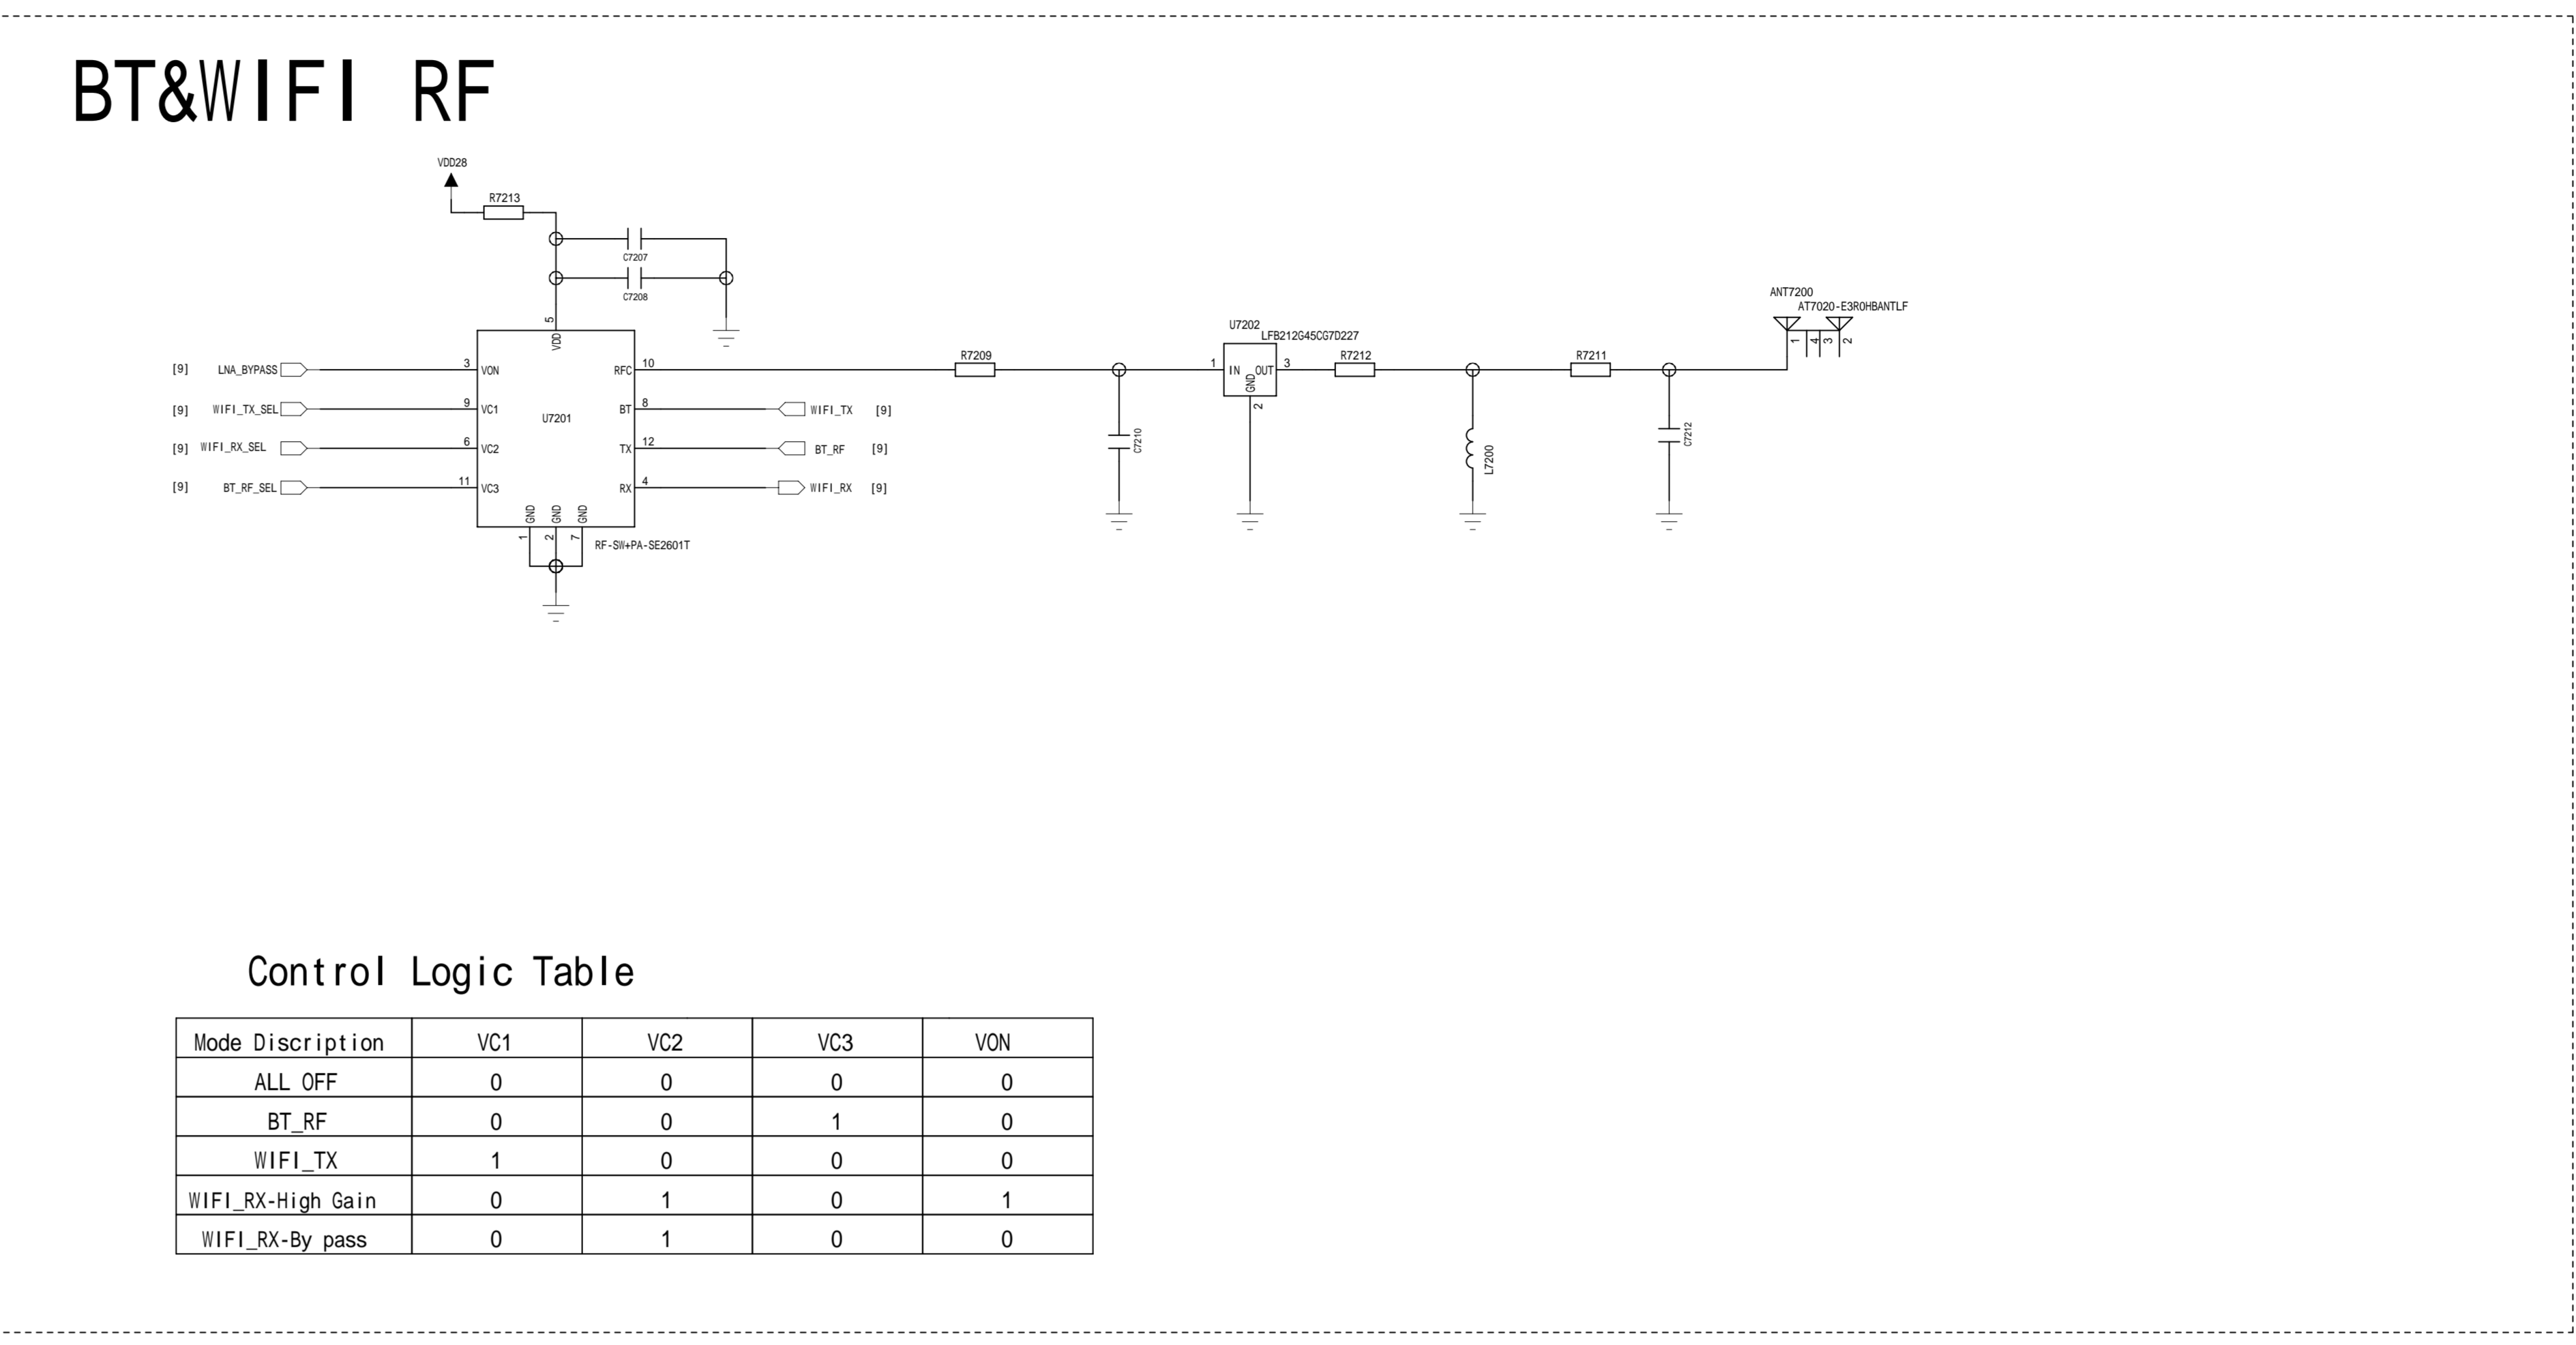 BT&WIFI RF
VDD28
R7213
C7207
C7208
5
VDD
[9] LNA_BYPASS 3 VON
[9] WIFI_TX_SEL 9 VC1
[9] WIFI_RX_SEL 6 VC2
[9] BT_RF_SEL 11 VC3
U7201
RFC 10
BT 8 WIFI_TX [9]
TX 12 BT_RF [9]
RX 4 WIFI_RX [9]
GND GND GND
1 2 7
RF-SW+PA-SE2601T
R7209
C7210
U7202
LFB212G45CG7D227
1 IN OUT 3
GND
2
R7212
L7200
R7211
C7212
ANT7200
AT7020-E3R0HBANTLF
1 4 3 2
Control Logic Table
Mode Discription VC1 VC2 VC3 VON
ALL OFF 0 0 0 0
BT_RF 0 0 1 0
WIFI_TX 1 0 0 0
WIFI_RX-High Gain 0 1 0 1
WIFI_RX-By pass 0 1 0 0